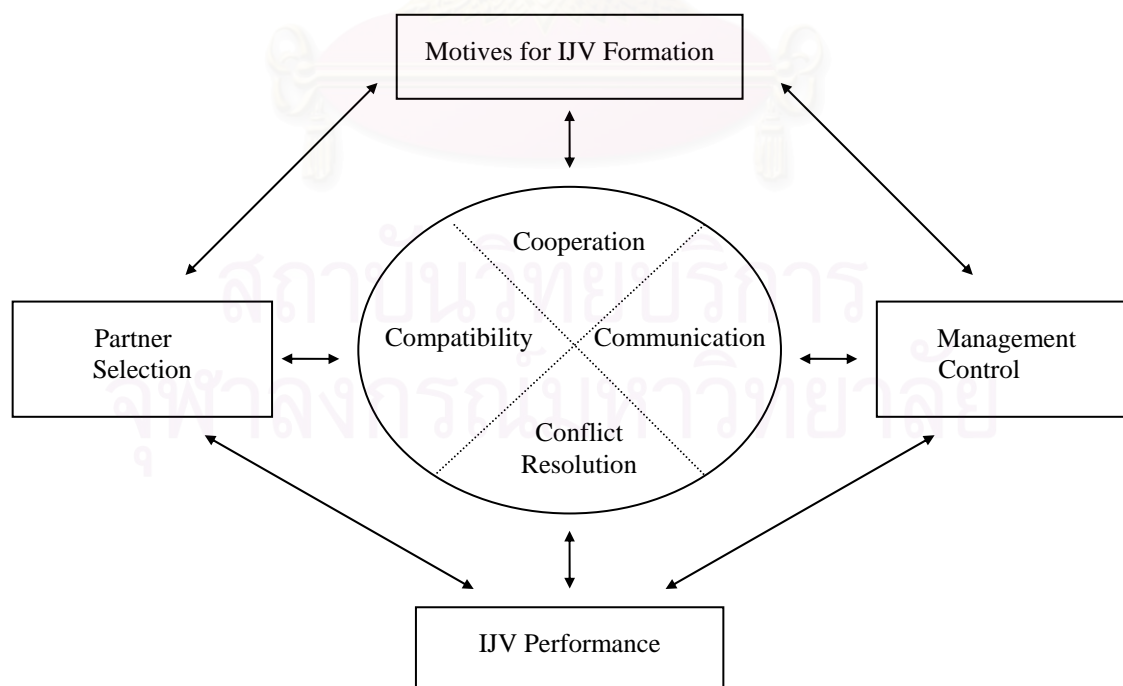 Motives for IJV Formation
Cooperation
สถาบันวิทยบริการ
Partner
Selection
Compatibility
Communication
Management
Control
จุฬาลงกรณ์มหาวิทยาลัย
Conflict
Resolution
IJV Performance